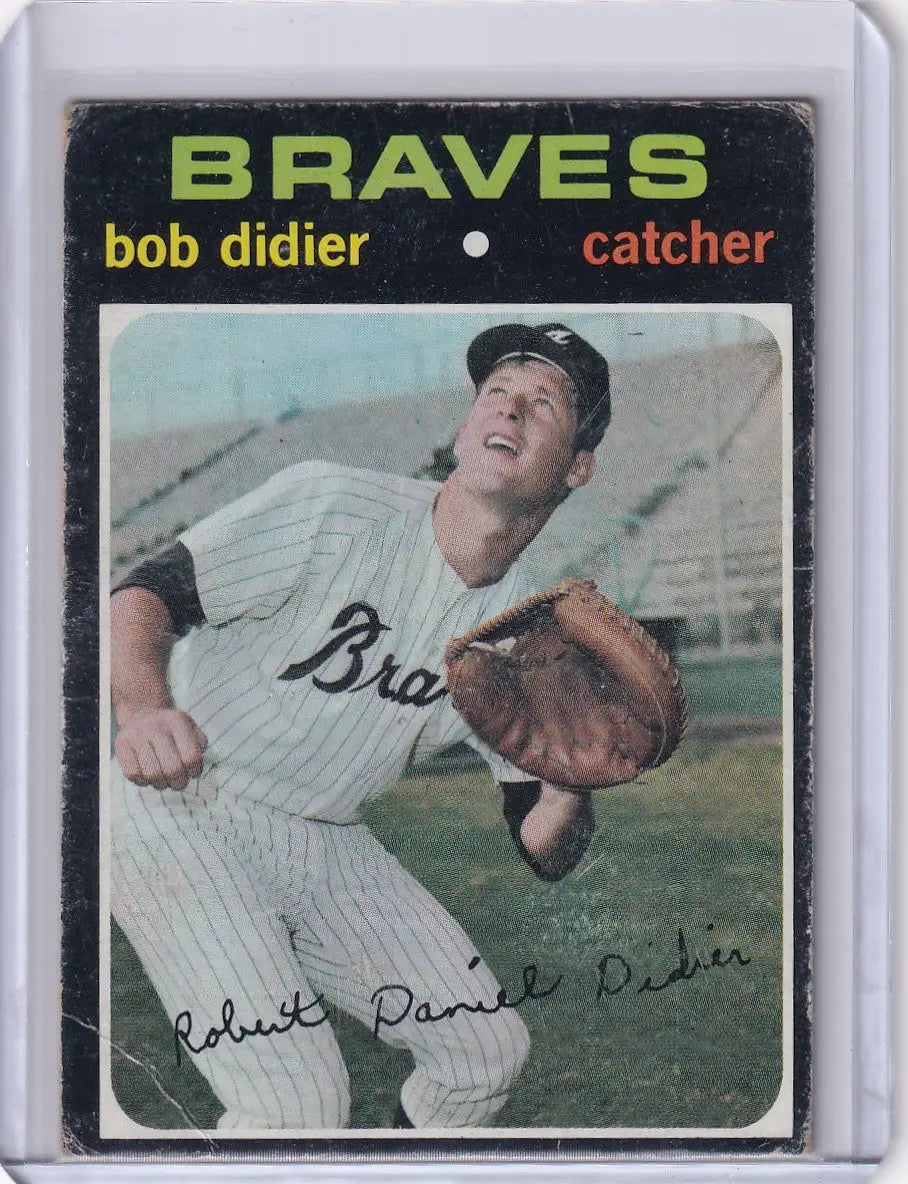 BRAVES
bob didier • catcher
A
Bra
Robert Daniel Didier